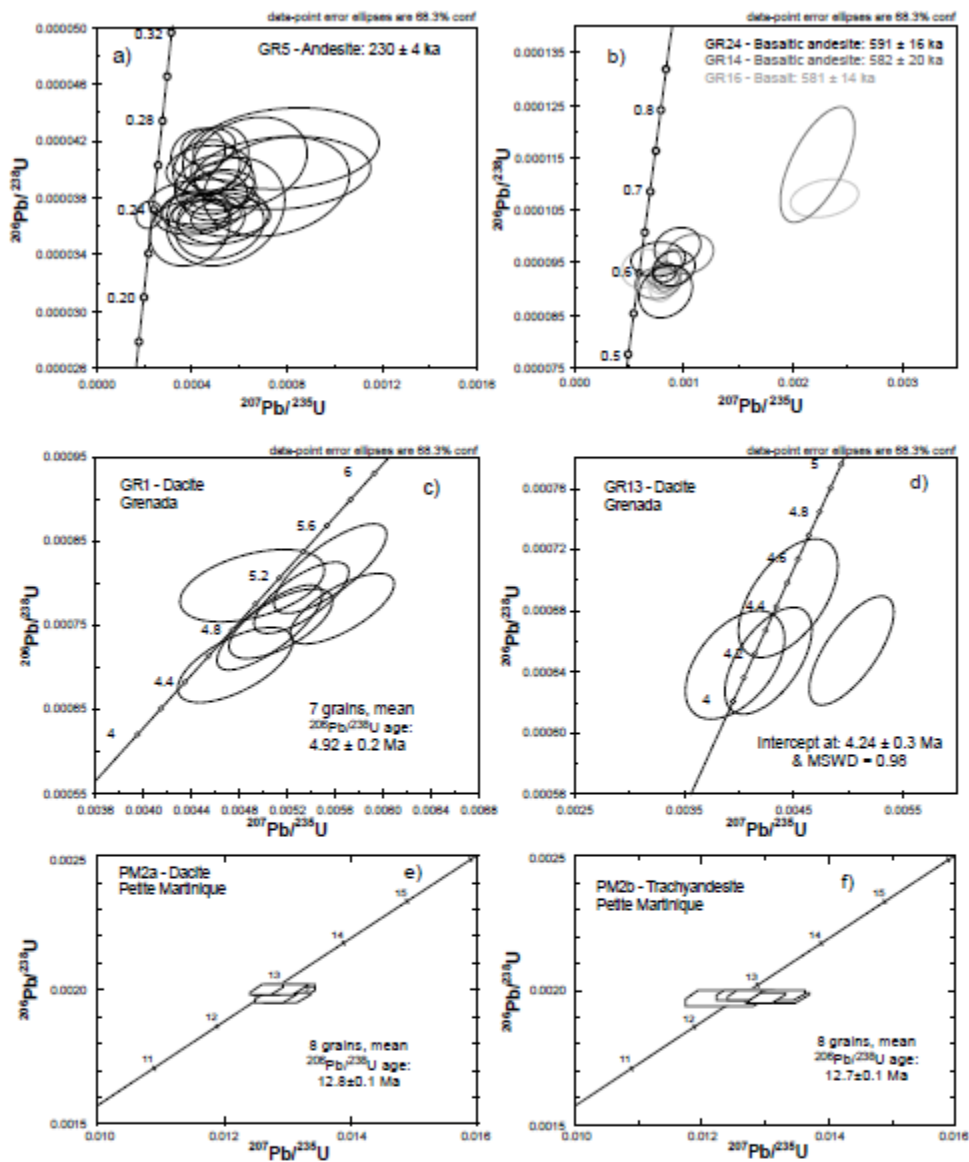 data-point error ellipses are 68.3% conf
a)
GR5 - Andesite: 230 ± 4 ka
0.32
0.28
0.24
0.20
0.000050
0.000046
0.000042
0.000038
0.000034
0.000030
0.000026
206Pb/238U
0.0000
0.0004
0.0008
0.0012
0.0016
207Pb/235U
data-point error ellipses are 68.3% conf
b)
GR24 - Basaltic andesite: 591 ± 16 ka
GR14 - Basaltic andesite: 582 ± 20 ka
GR16 - Basalt: 581 ± 14 ka
0.8
0.7
0.6
0.5
0.000135
0.000125
0.000115
0.000105
0.000095
0.000085
0.000075
206Pb/238U
0.000
0.001
0.002
0.003
207Pb/235U
data-point error ellipses are 68.3% conf
GR1 - Dacite
Grenada
c)
6
5.6
5.2
4.8
4.4
4
7 grains, mean
206Pb/238U age:
4.92 ± 0.2 Ma
0.00095
0.00085
0.00075
0.00065
0.00055
206Pb/238U
0.0036
0.0040
0.0044
0.0048
0.0052
0.0056
0.0060
0.0064
0.0068
207Pb/235U
data-point error ellipses are 68.3% conf
GR13 - Dacite
Grenada
d)
5
4.8
4.6
4.4
4.2
4
Intercept at: 4.24 ± 0.3 Ma
& MSWD = 0.98
0.00076
0.00072
0.00068
0.00064
0.00060
0.00056
206Pb/238U
0.0025
0.0035
0.0045
0.0055
207Pb/235U
PM2a - Dacite
Petite Martinique
e)
15
14
13
12
11
8 grains, mean
206Pb/238U age:
12.8±0.1 Ma
0.0025
0.0020
0.0015
206Pb/238U
0.010
0.012
0.014
0.016
207Pb/235U
PM2b - Trachyandesite
Petite Martinique
f)
15
14
13
12
11
8 grains, mean
206Pb/238U age:
12.7±0.1 Ma
0.0025
0.0020
0.0015
206Pb/238U
0.010
0.012
0.014
0.016
207Pb/235U